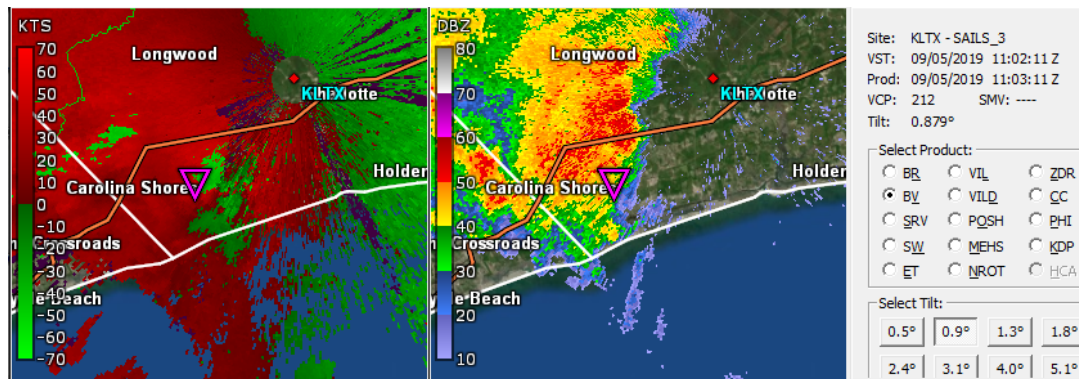 KTS
70
60
50
40
30
20
10
0
-10
-20
-30
-40
-50
-60
-70
Longwood
KLTX
Carolina Shore
Holder
Crossroads
e Beach
DBZ
80
70
60
50
40
30
20
10
Longwood
KLTX
Carolina Shore
Holder
Crossroads
e Beach
Site: KLTX - SAILS_3
VST: 09/05/2019 11:02:11 Z
Prod: 09/05/2019 11:03:11 Z
VCP: 212 SMV: ----
Tilt: 0.879°
Select Product:
BR VIL ZDR
BV VILD CC
SRV POSH PHI
SW MEHS KDP
ET NROT HCA
Select Tilt:
0.5° 0.9° 1.3° 1.8°
2.4° 3.1° 4.0° 5.1°